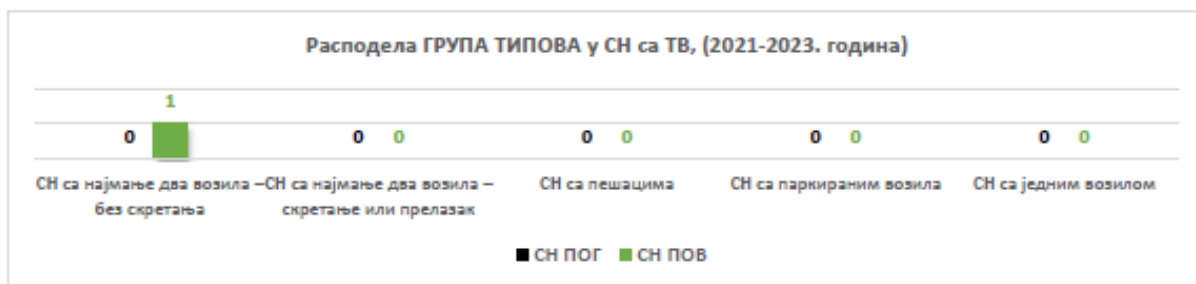 Расподела ГРУПА ТИПОВА у СН са ТВ, (2021-2023. година)
1
0
0 0
0 0
0 0
0 0
СН са најмање два возила –
без скретања
СН са најмање два возила –
скретање или прелазак
СН са пешацима
СН са паркираним возила
СН са једним возилом
СН ПОГ СН ПОВ